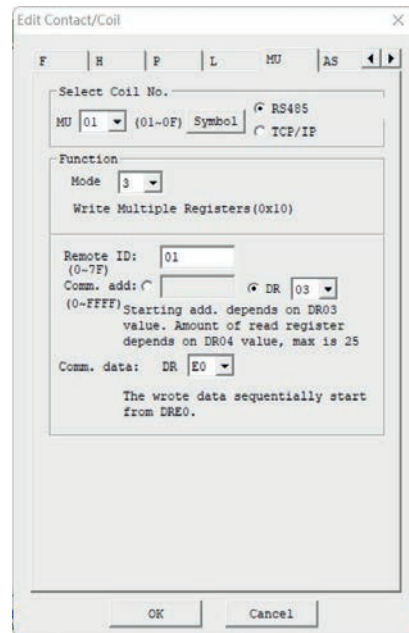 Edit Contact/Coil
F H P L MU AS
Select Coil No.
MU 01 (01~0F) Symbol
RS485
TCP/IP
Function
Mode 3
Write Multiple Registers(0x10)
Remote ID: 01
(0~7F)
Comm. add: DR 03
(0~FFFF)
Starting add. depends on DR03
value. Amount of read register
depends on DR04 value, max is 25
Comm. data: DR E0
The wrote data sequentially start
from DRE0.
OK Cancel